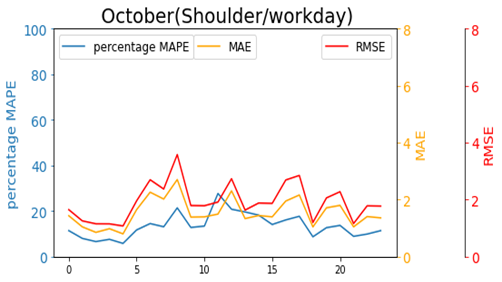 October(Shoulder/workday)
percentage MAPE
MAE
RMSE
100
80
60
40
20
0
percentage MAPE
8
6
4
2
0
MAE
8
6
4
2
0
RMSE
0 5 10 15 20